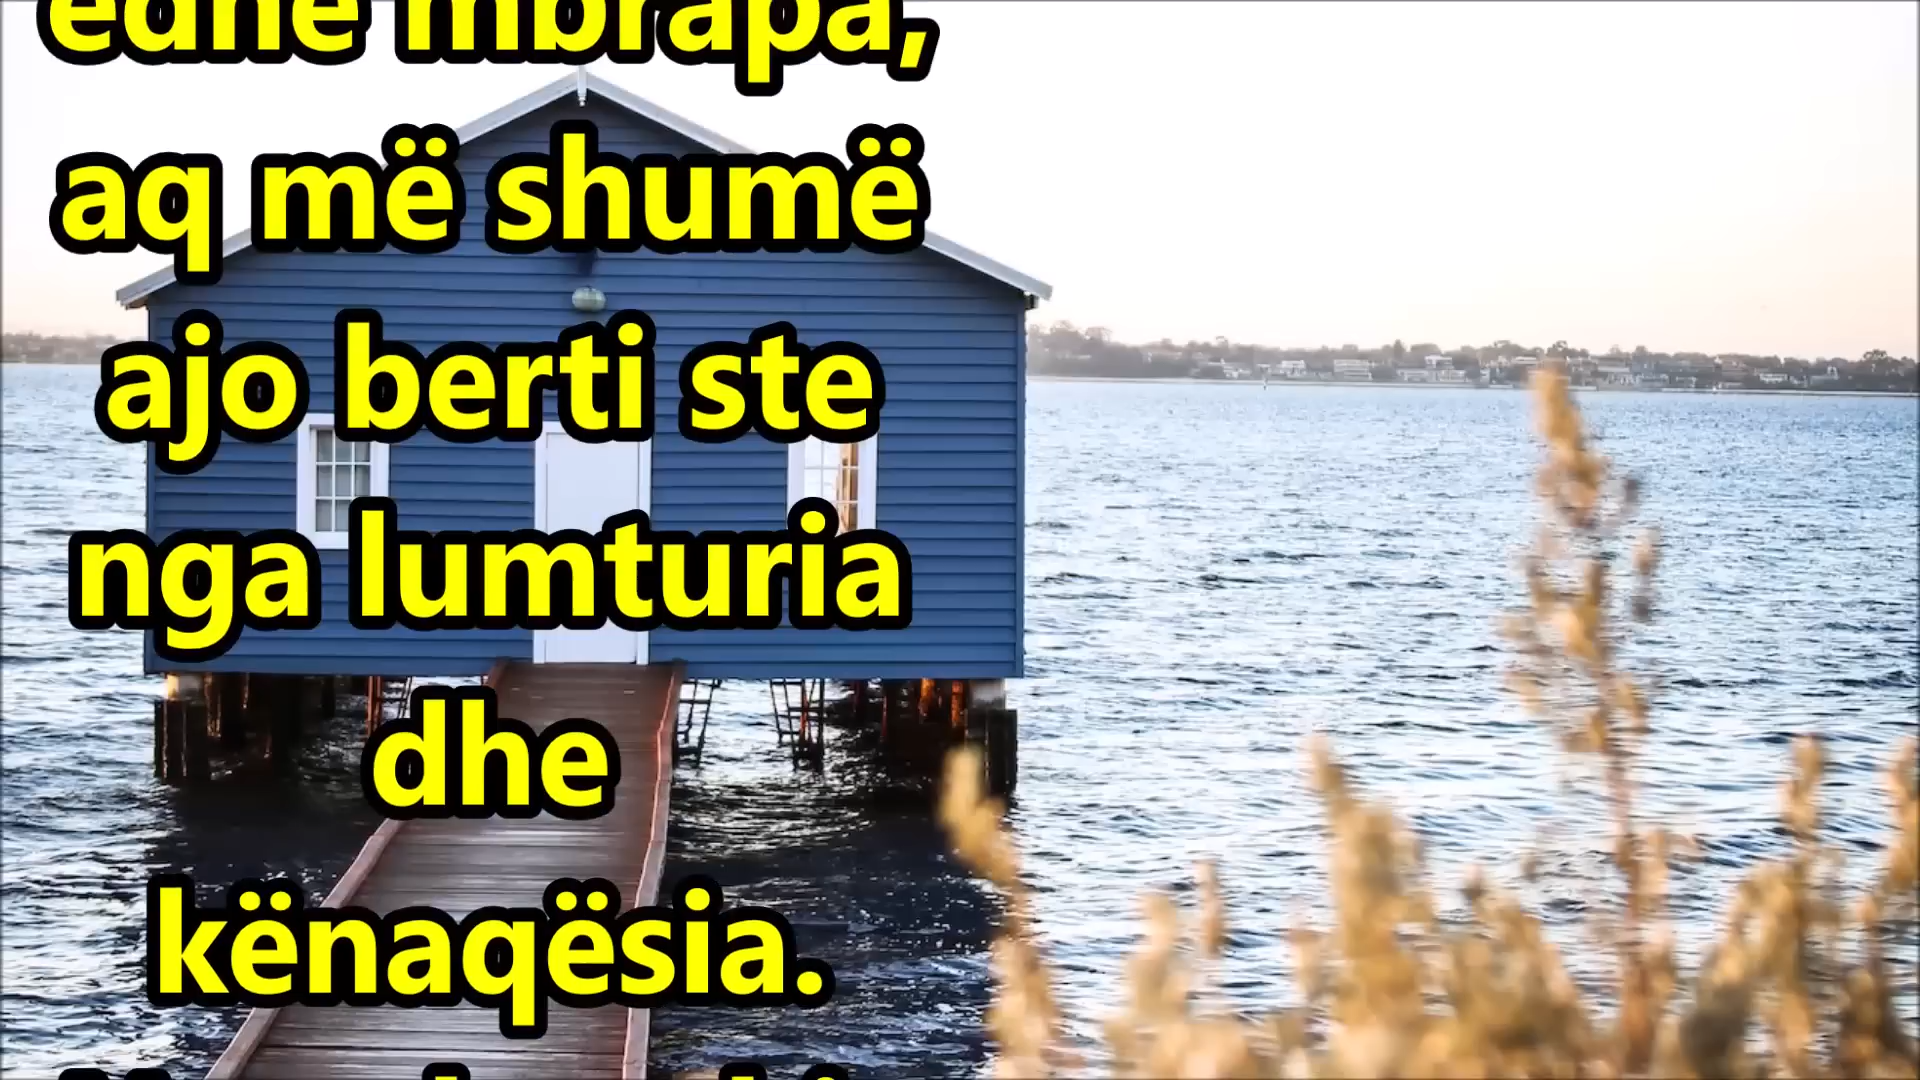 edhe mbrapa,
aq më shumë
ajo berti ste
nga lumturia
dhe
kënaqësia.